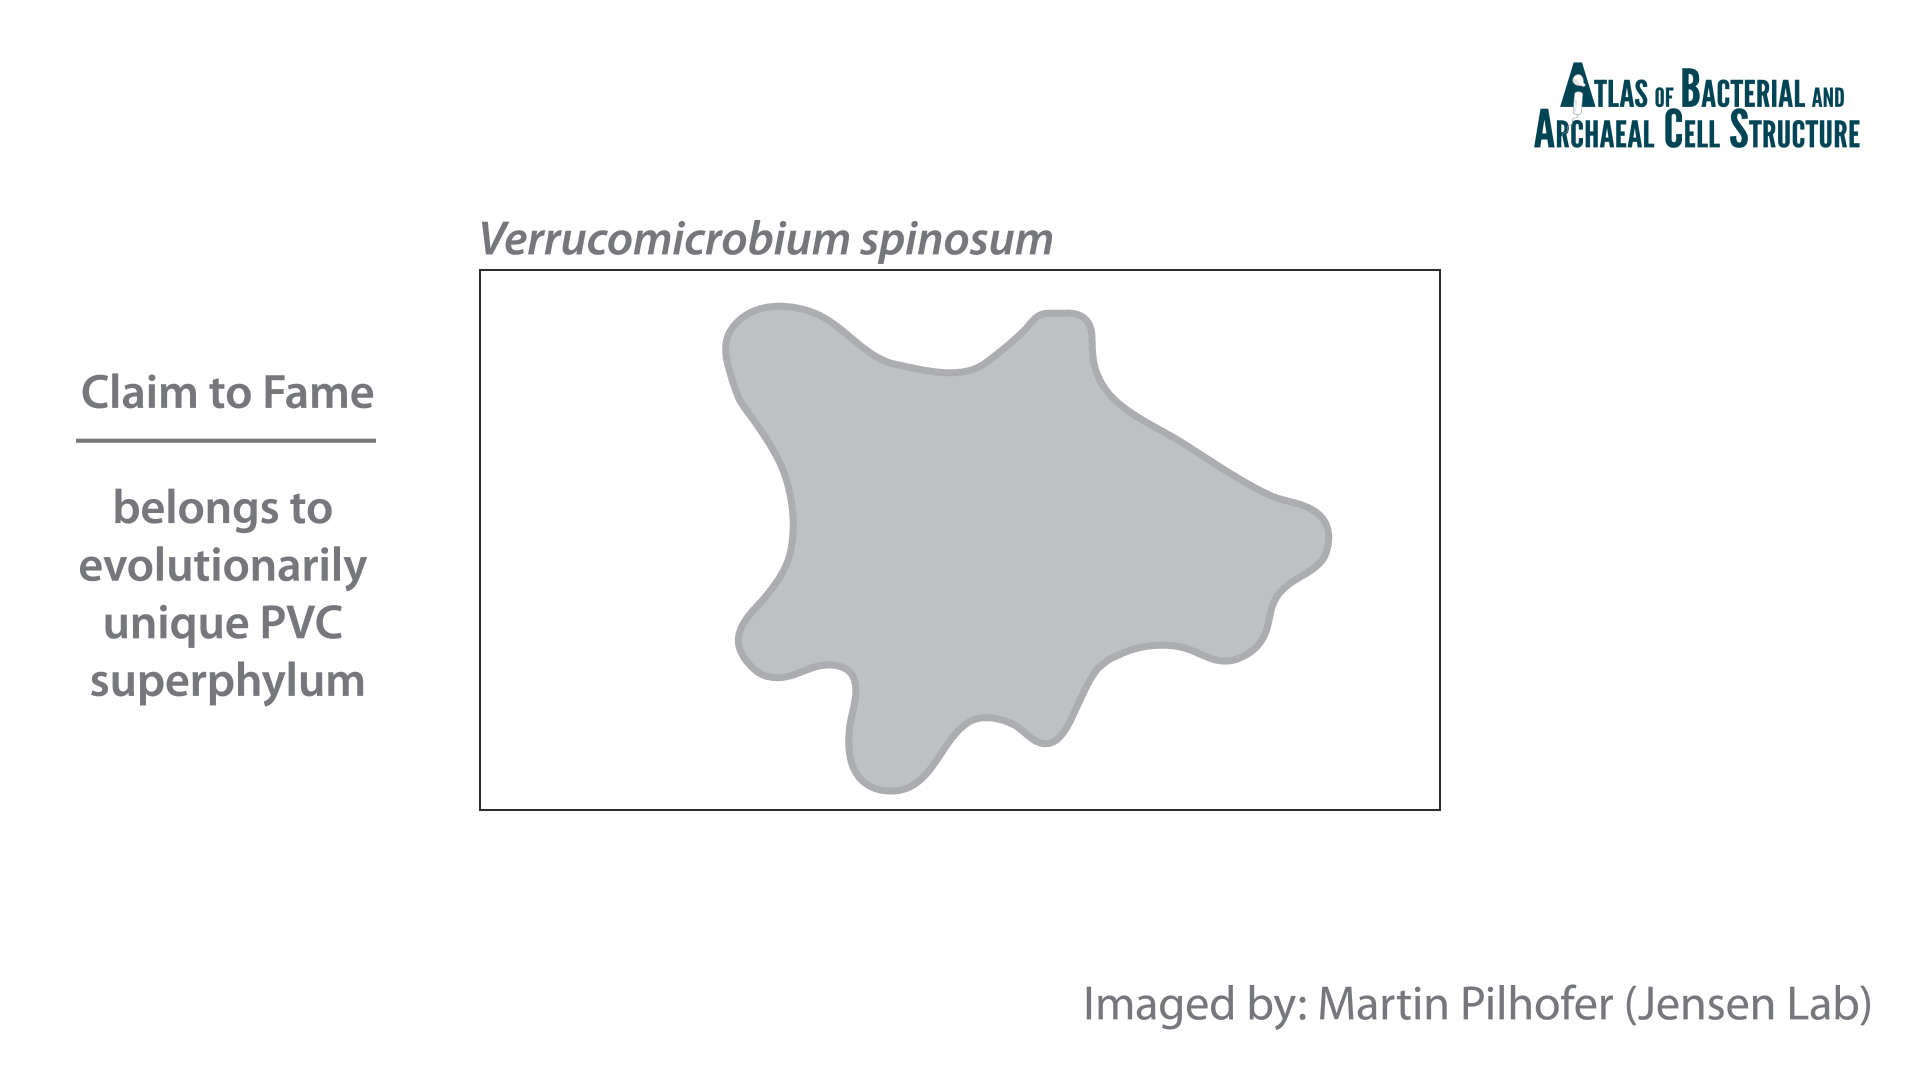 ATLAS OF BACTERIAL AND
ARCHAEAL CELL STRUCTURE
Verrucomicrobium spinosum
Claim to Fame
belongs to
evolutionarily
unique PVC
superphylum
Imaged by: Martin Pilhofer (Jensen Lab)